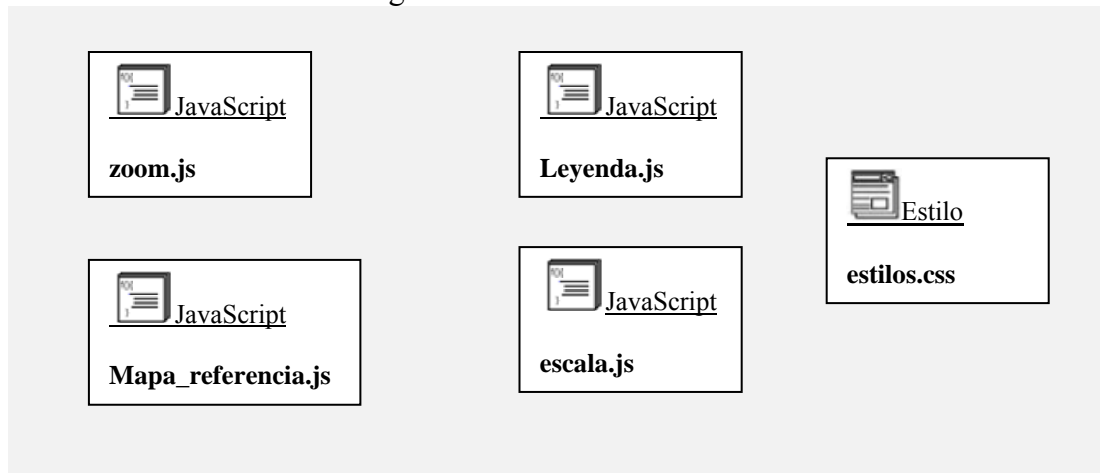 JavaScript
zoom.js
JavaScript
Leyenda.js
Estilo
estilos.css
JavaScript
Mapa_referencia.js
JavaScript
escala.js